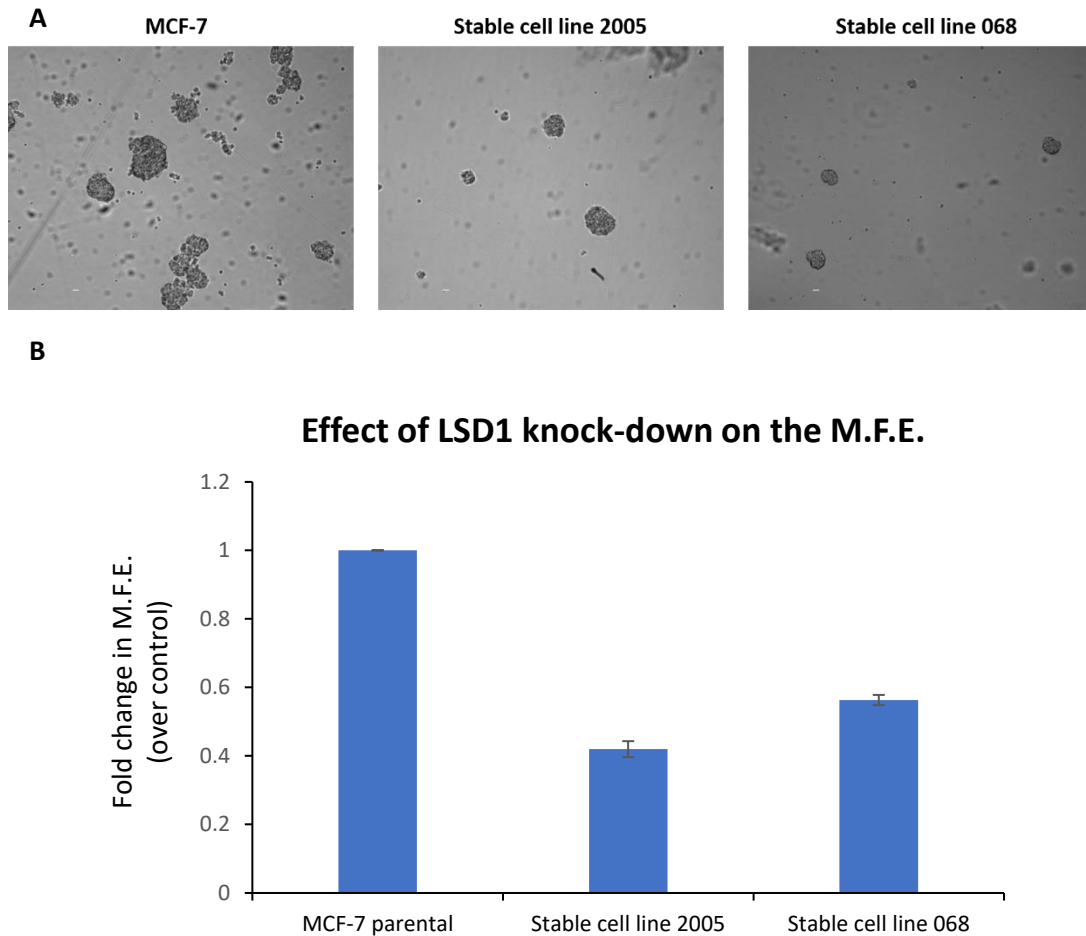 A
MCF-7
Stable cell line 2005
Stable cell line 068
B
Effect of LSD1 knock-down on the M.F.E.
Fold change in M.F.E.
(over control)
1.2
1
0.8
0.6
0.4
0.2
0
MCF-7 parental
Stable cell line 2005
Stable cell line 068